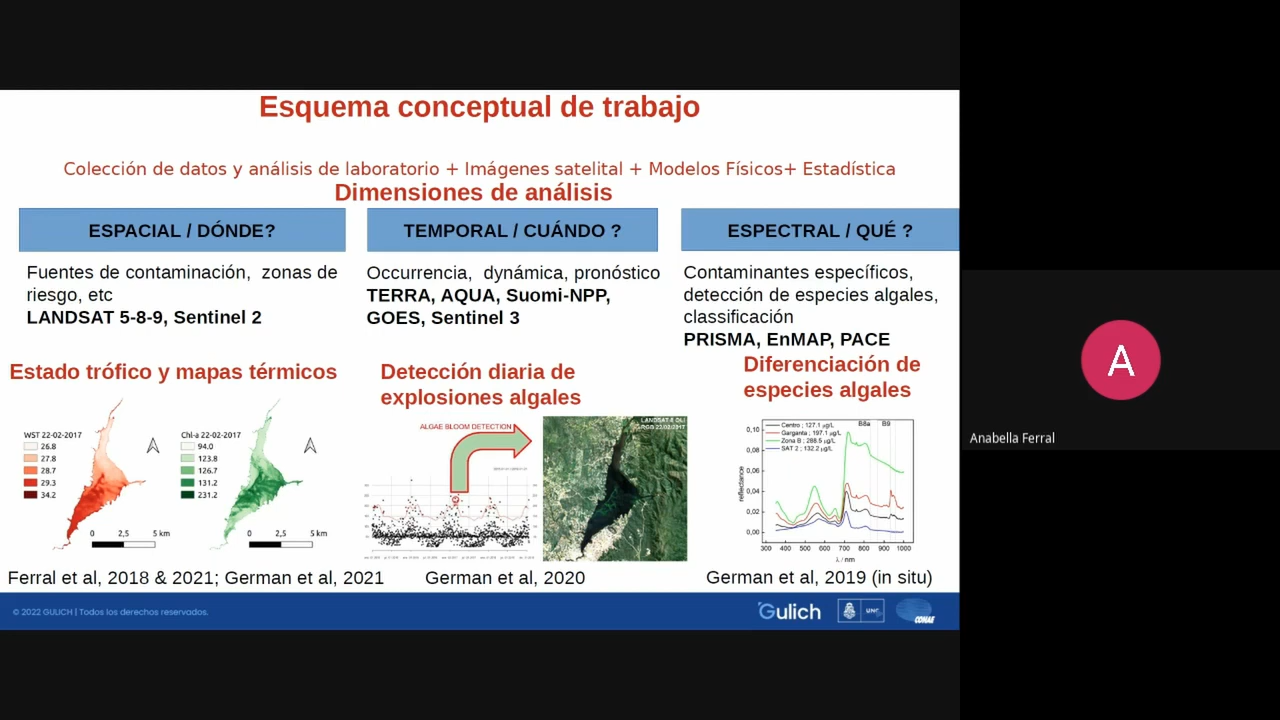 Esquema conceptual de trabajo
Colección de datos y análisis de laboratorio + Imágenes satelital + Modelos Físicos+ Estadística
Dimensiones de análisis
ESPACIAL / DÓNDE?
Fuentes de contaminación, zonas de
riesgo, etc
LANDSAT 5-8-9, Sentinel 2
Estado trófico y mapas térmicos
WST 22-02-2017
26.8
27.8
28.7
29.3
34.2
0 2,5 5 km
Chl-a 22-02-2017
94.0
123.8
126.7
131.2
231.2
0 2,5 5 km
Ferral et al, 2018 & 2021; German et al, 2021
TEMPORAL / CUÁNDO ?
Occurrencia, dynámica, pronóstico
TERRA, AQUA, Suomi-NPP,
GOES, Sentinel 3
Detección diaria de
explosiones algales
ALGAE BLOOM DETECTION
LANDSAT 8 OLI
RGB 22/02/2017
German et al, 2020
ESPECTRAL / QUÉ ?
Contaminantes específicos,
detección de especies algales,
classificación
PRISMA, EnMAP, PACE
Diferenciación de
especies algales
Centro ; 127.1 µg/L
Garganta ; 197.1 µg/L
Zona B ; 288.5 µg/L
SAT 2 ; 132.2 µg/L
B8a B9
reflectance
0,10
0,08
0,06
0,04
0,02
0,00
300 400 500 600 700 800 900 1000
λ / nm
German et al, 2019 (in situ)
© 2022 GULICH | Todos los derechos reservados.
Gulich
UNC
CONAE
A
Anabella Ferral